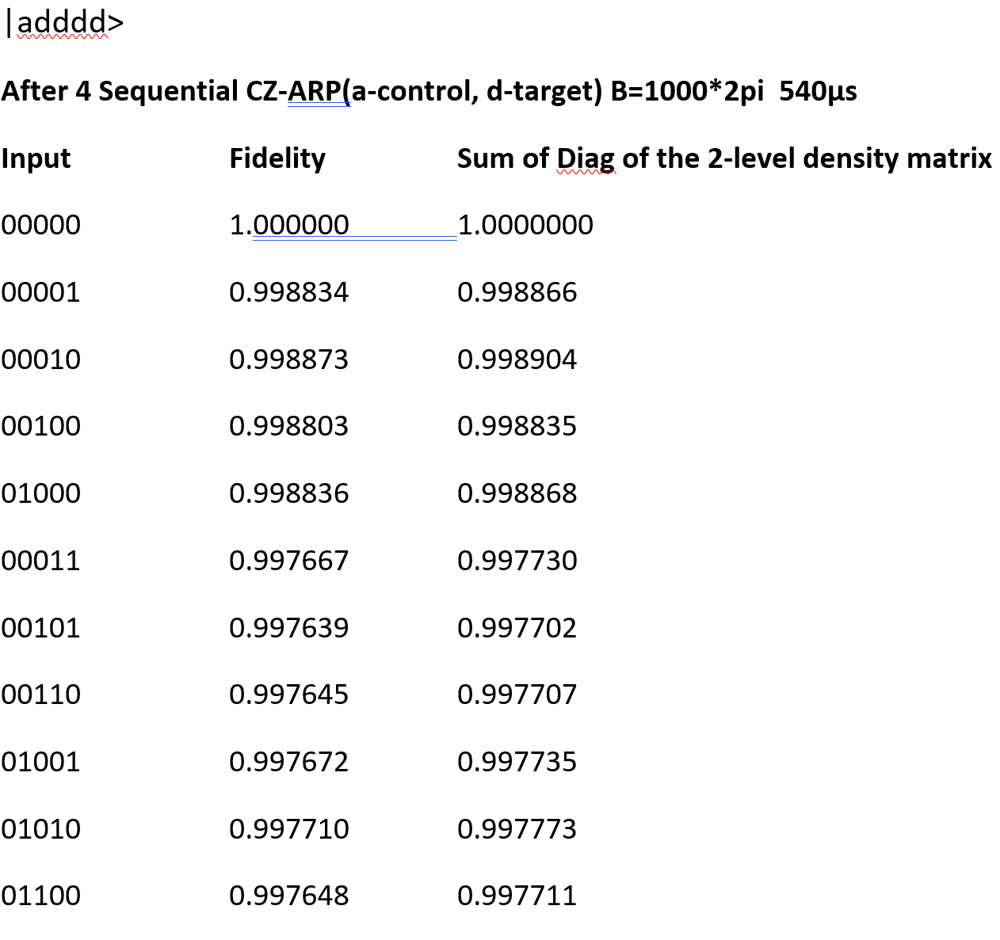 |adddd>
After 4 Sequential CZ-ARP(a-control, d-target) B=1000*2pi  540µs
Input Fidelity Sum of Diag of the 2-level density matrix
00000 1.000000 1.0000000
00001 0.998834 0.998866
00010 0.998873 0.998904
00100 0.998803 0.998835
01000 0.998836 0.998868
00011 0.997667 0.997730
00101 0.997639 0.997702
00110 0.997645 0.997707
01001 0.997672 0.997735
01010 0.997710 0.997773
01100 0.997648 0.997711